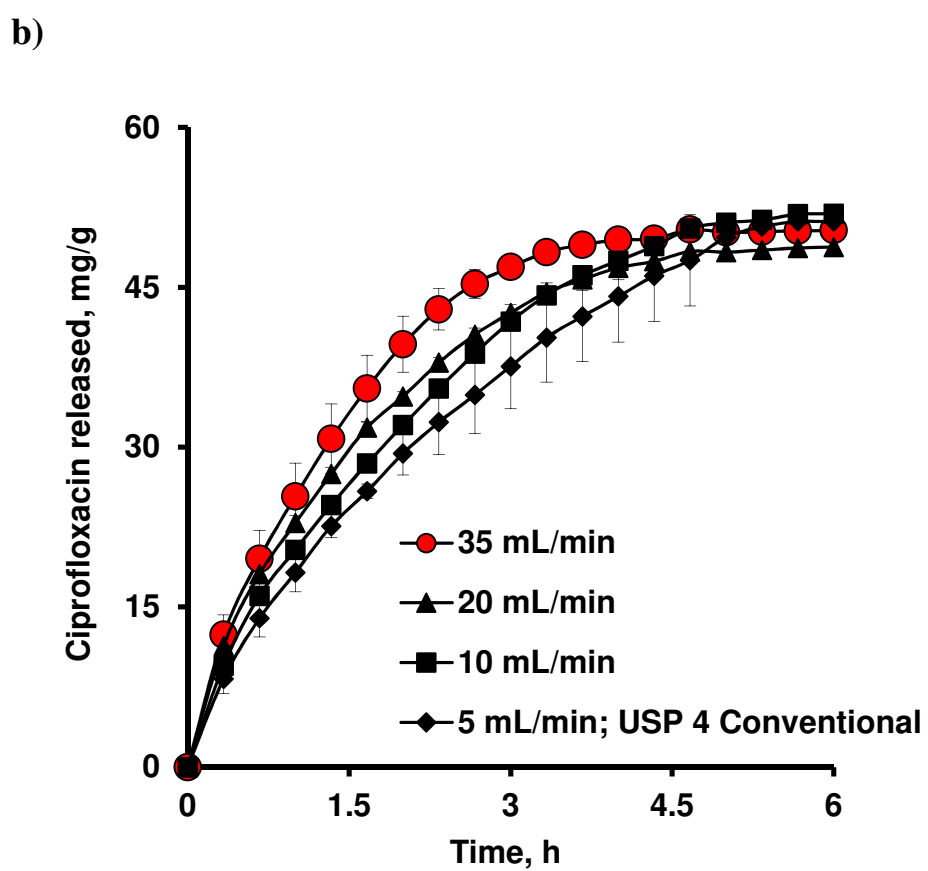 b)
60
45
30
15
0
Ciprofloxacin released, mg/g
35 mL/min
20 mL/min
10 mL/min
5 mL/min; USP 4 Conventional
0 1.5 3 4.5 6
Time, h